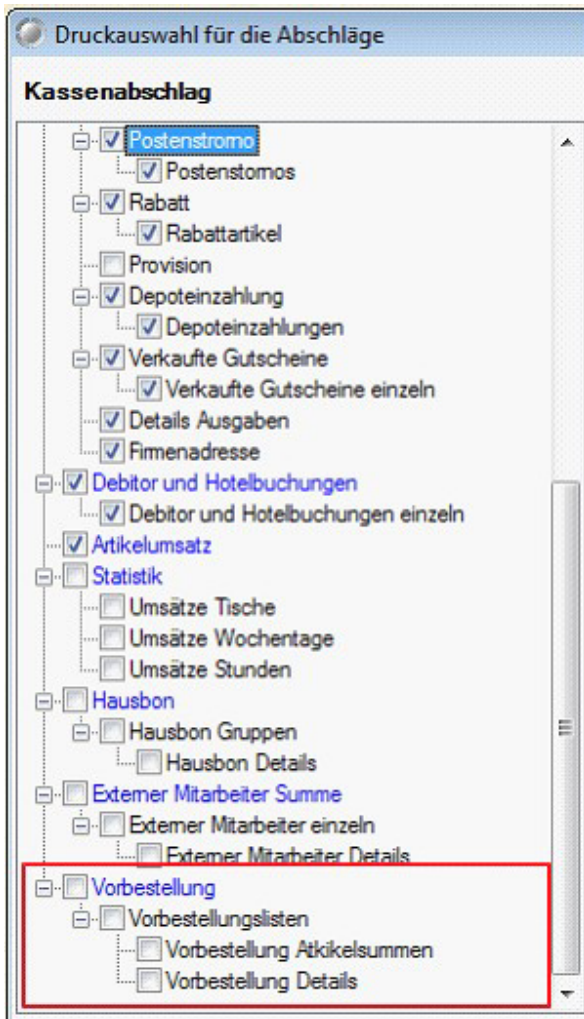 Druckauswahl für die Abschläge
Kassenabschlag
Postenstromo
Postenstornos
Rabatt
Rabattartikel
Provision
Depoteinzahlung
Depoteinzahlungen
Verkaufte Gutscheine
Verkaufte Gutscheine einzeln
Details Ausgaben
Firmenadresse
Debitor und Hotelbuchungen
Debitor und Hotelbuchungen einzeln
Artikelumsatz
Statistik
Umsätze Tische
Umsätze Wochentage
Umsätze Stunden
Hausbon
Hausbon Gruppen
Hausbon Details
Externer Mitarbeiter Summe
Externer Mitarbeiter einzeln
Externer Mitarbeiter Details
Vorbestellung
Vorbestellungslisten
Vorbestellung Atkikelsummen
Vorbestellung Details